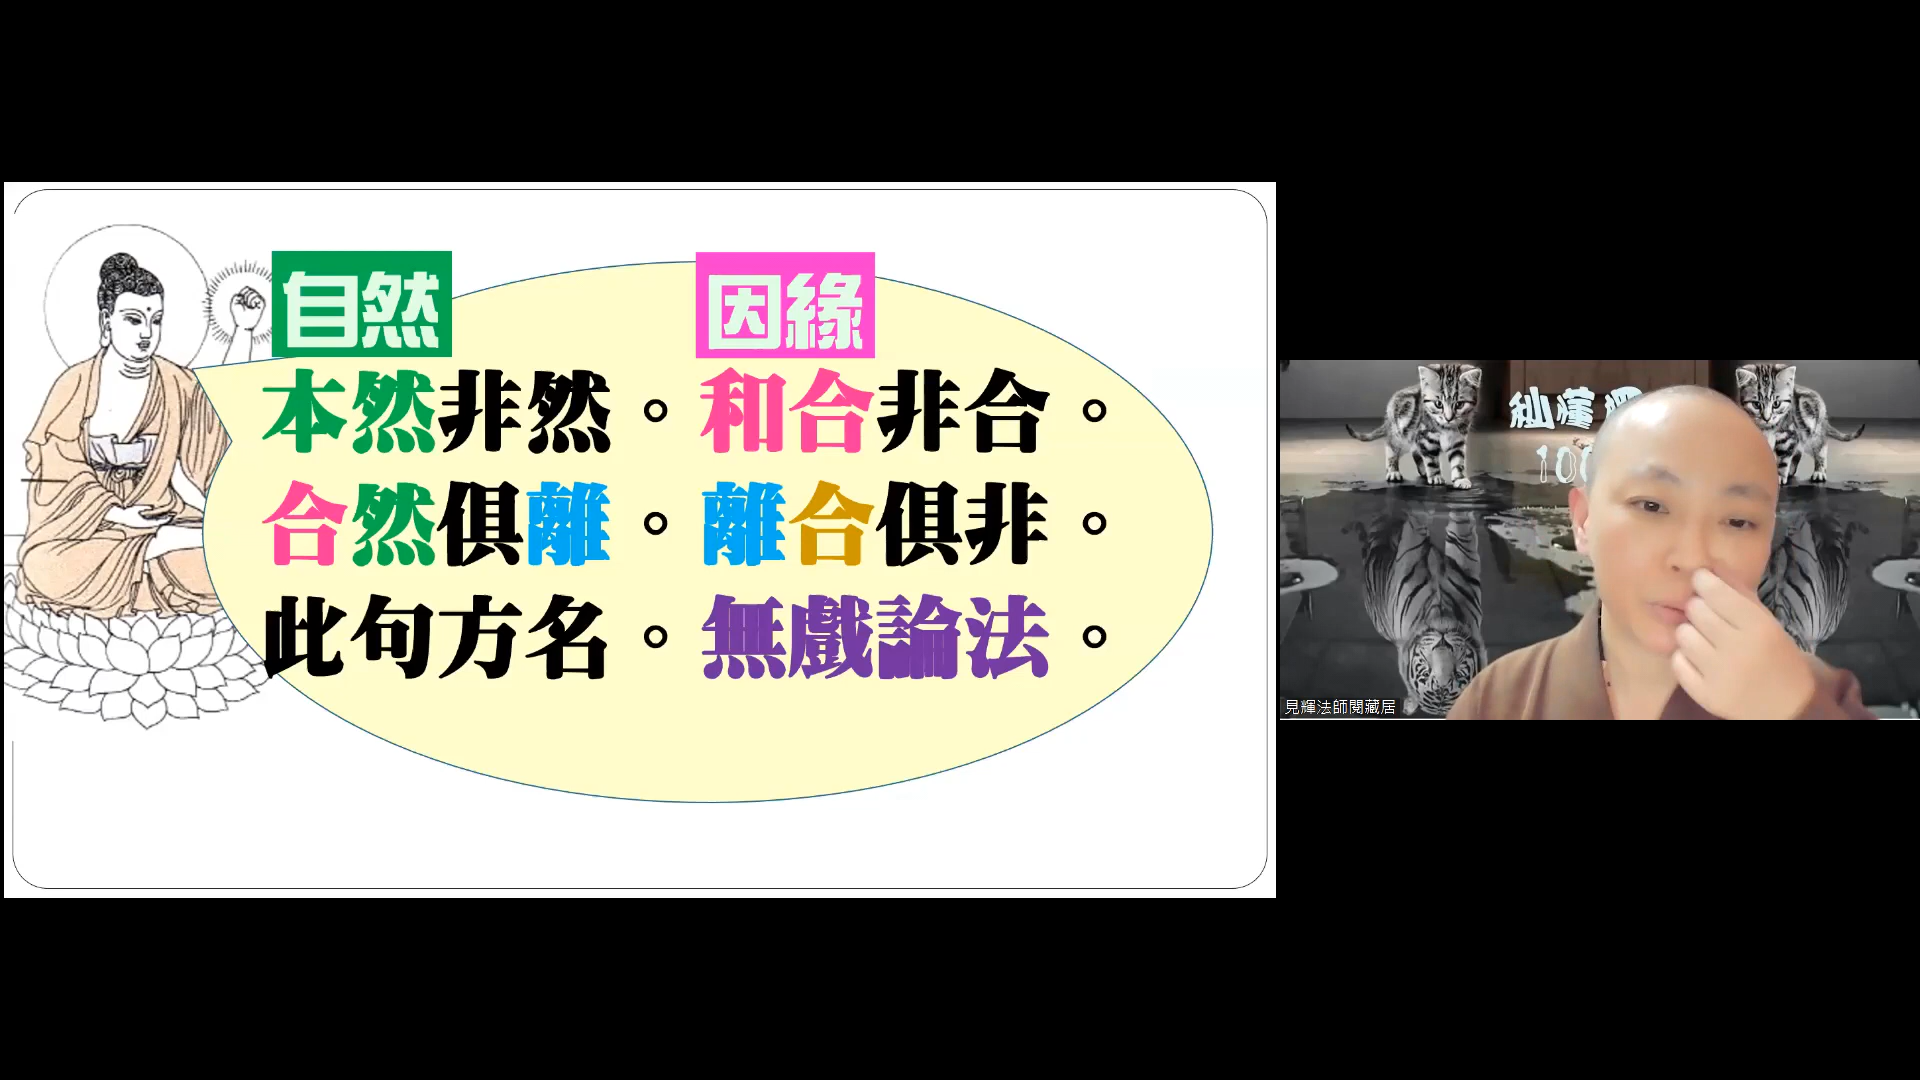 自然 因緣
本然非然。和合非合。
合然俱離。離合俱非。
此句方名。無戲論法。
見輝法師閱藏居